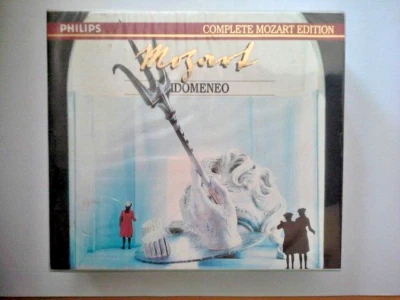 PHILIPS
COMPLETE MOZART EDITION
Mozart
IDOMENEO